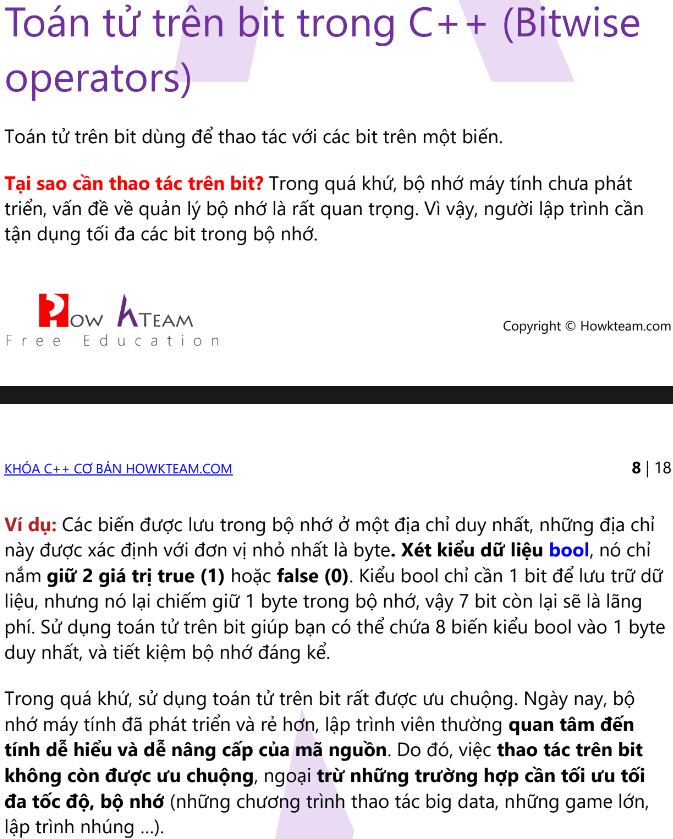 Toán tử trên bit trong C++ (Bitwise
operators)
Toán tử trên bit dùng để thao tác với các bit trên một biến.
Tại sao cần thao tác trên bit? Trong quá khứ, bộ nhớ máy tính chưa phát
triển, vấn đề về quản lý bộ nhớ là rất quan trọng. Vì vậy, người lập trình cần
tận dụng tối đa các bit trong bộ nhớ.
HOW KTEAM
Free Education
Copyright © Howkteam.com
KHÓA C++ CƠ BẢN HOWKTEAM.COM
8 | 18
Ví dụ: Các biến được lưu trong bộ nhớ ở một địa chỉ duy nhất, những địa chỉ
này được xác định với đơn vị nhỏ nhất là byte. Xét kiểu dữ liệu bool, nó chỉ
nắm giữ 2 giá trị true (1) hoặc false (0). Kiểu bool chỉ cần 1 bit để lưu trữ dữ
liệu, nhưng nó lại chiếm giữ 1 byte trong bộ nhớ, vậy 7 bit còn lại sẽ là lãng
phí. Sử dụng toán tử trên bit giúp bạn có thể chứa 8 biến kiểu bool vào 1 byte
duy nhất, và tiết kiệm bộ nhớ đáng kể.
Trong quá khứ, sử dụng toán tử trên bit rất được ưu chuộng. Ngày nay, bộ
nhớ máy tính đã phát triển và rẻ hơn, lập trình viên thường quan tâm đến
tính dễ hiểu và dễ nâng cấp của mã nguồn. Do đó, việc thao tác trên bit
không còn được ưu chuộng, ngoại trừ những trường hợp cần tối ưu tối
đa tốc độ, bộ nhớ (những chương trình thao tác big data, những game lớn,
lập trình nhúng ...).